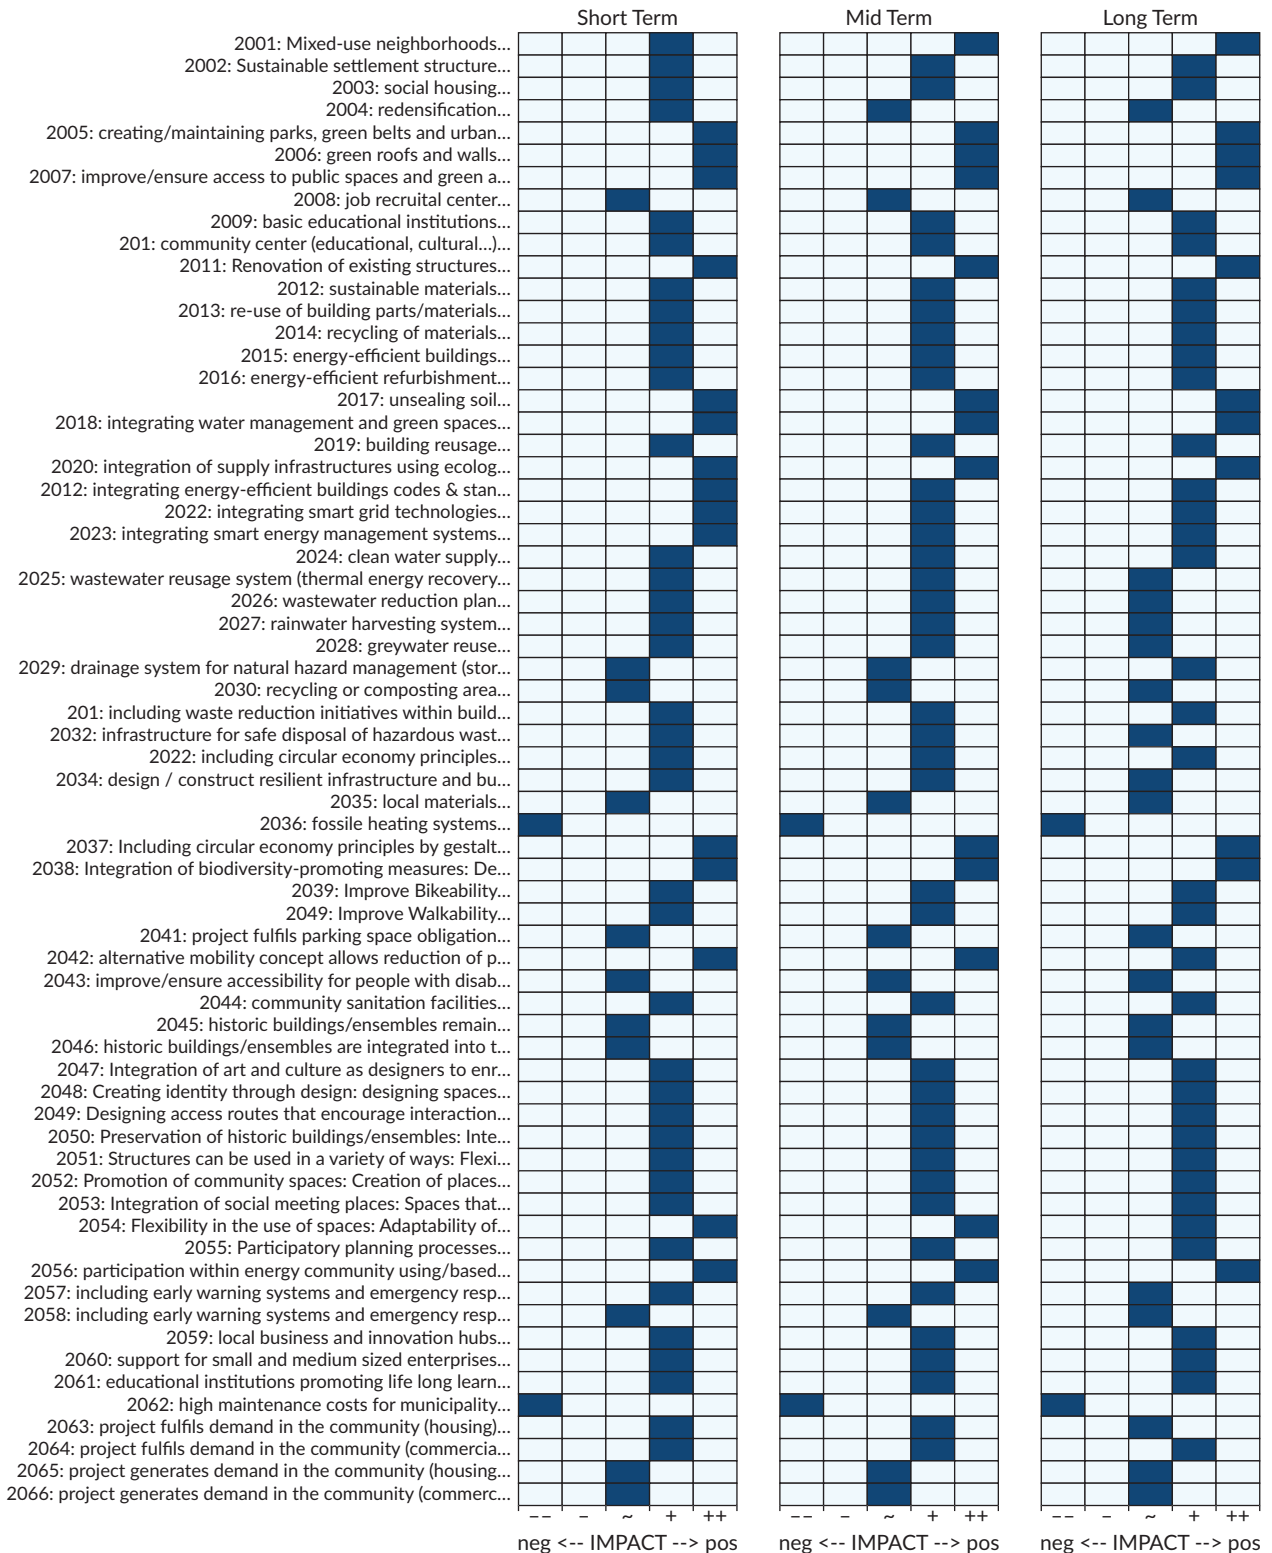 Short Term Mid Term Long Term
2001: Mixed-use neighborhoods...
2002: Sustainable settlement structure...
2003: social housing...
2004: redensification...
2005: creating/maintaining parks, green belts and urban...
2006: green roofs and walls...
2007: improve/ensure access to public spaces and green a...
2008: job recruital center...
2009: basic educational institutions...
201: community center (educational, cultural...)...
2011: Renovation of existing structures...
2012: sustainable materials...
2013: re-use of building parts/materials...
2014: recycling of materials...
2015: energy-efficient buildings...
2016: energy-efficient refurbishment...
2017: unsealing soil...
2018: integrating water management and green spaces...
2019: building reusage...
2020: integration of supply infrastructures using ecolog...
2012: integrating energy-efficient buildings codes & stan...
2022: integrating smart grid technologies...
2023: integrating smart energy management systems...
2024: clean water supply...
2025: wastewater reusage system (thermal energy recovery...
2026: wastewater reduction plan...
2027: rainwater harvesting system...
2028: greywater reuse...
2029: drainage system for natural hazard management (stor...
2030: recycling or composting area...
201: including waste reduction initiatives within build...
2032: infrastructure for safe disposal of hazardous wast...
2022: including circular economy principles...
2034: design / construct resilient infrastructure and bu...
2035: local materials...
2036: fossile heating systems...
2037: Including circular economy principles by gestalt...
2038: Integration of biodiversity-promoting measures: De...
2039: Improve Bikeability...
2049: Improve Walkability...
2041: project fulfils parking space obligation...
2042: alternative mobility concept allows reduction of p...
2043: improve/ensure accessibility for people with disab...
2044: community sanitation facilities...
2045: historic buildings/ensembles remain...
2046: historic buildings/ensembles are integrated into t...
2047: Integration of art and culture as designers to enr...
2048: Creating identity through design: designing spaces...
2049: Designing access routes that encourage interaction...
2050: Preservation of historic buildings/ensembles: Inte...
2051: Structures can be used in a variety of ways: Flexi...
2052: Promotion of community spaces: Creation of places...
2053: Integration of social meeting places: Spaces that...
2054: Flexibility in the use of spaces: Adaptability of...
2055: Participatory planning processes...
2056: participation within energy community using/based...
2057: including early warning systems and emergency resp...
2058: including early warning systems and emergency resp...
2059: local business and innovation hubs...
2060: support for small and medium sized enterprises...
2061: educational institutions promoting life long learn...
2062: high maintenance costs for municipality...
2063: project fulfils demand in the community (housing)...
2064: project fulfils demand in the community (commercia...
2065: project generates demand in the community (housing...
2066: project generates demand in the community (commerc...
-- - ~ + ++ -- - ~ + ++ -- - ~ + ++
neg <-- IMPACT --> pos neg <-- IMPACT --> pos neg <-- IMPACT --> pos